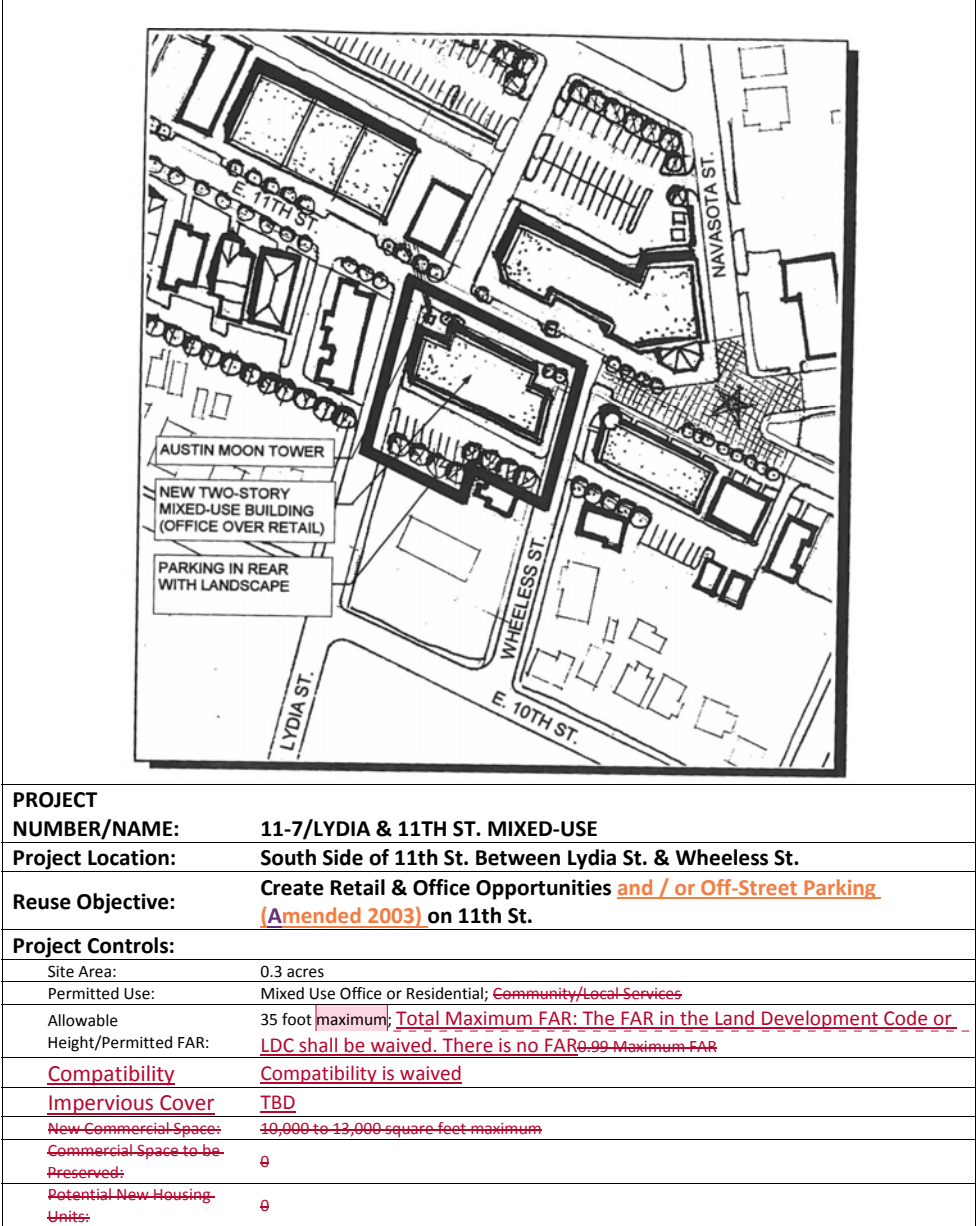 E. 11TH ST.
NAVASOTA ST.
AUSTIN MOON TOWER
NEW TWO-STORY
MIXED-USE BUILDING
(OFFICE OVER RETAIL)
PARKING IN REAR
WITH LANDSCAPE
WHEELESS ST.
LYDIA ST.
E. 10TH ST.
PROJECT
NUMBER/NAME: 11-7/LYDIA & 11TH ST. MIXED-USE
Project Location: South Side of 11th St. Between Lydia St. & Wheeless St.
Reuse Objective: Create Retail & Office Opportunities and / or Off-Street Parking
(Amended 2003) on 11th St.
Project Controls:
Site Area: 0.3 acres
Permitted Use: Mixed Use Office or Residential; Community/Local Services
Allowable 35 foot maximum; Total Maximum FAR: The FAR in the Land Development Code or
Height/Permitted FAR: LDC shall be waived. There is no FAR0.99 Maximum FAR
Compatibility Compatibility is waived
Impervious Cover TBD
New Commercial Space: 10,000 to 13,000 square feet maximum
Commercial Space to be
Preserved: 0
Potential New Housing
Units: 0